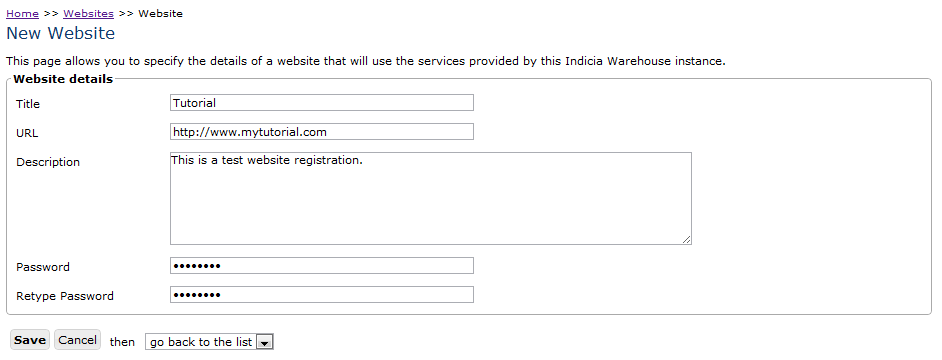 Home >> Websites >> Website
New Website
This page allows you to specify the details of a website that will use the services provided by this Indicia Warehouse instance.
Website details
Title Tutorial
URL http://www.mytutorial.com
Description This is a test website registration.
Password ••••••••
Retype Password ••••••••
Save Cancel then go back to the list